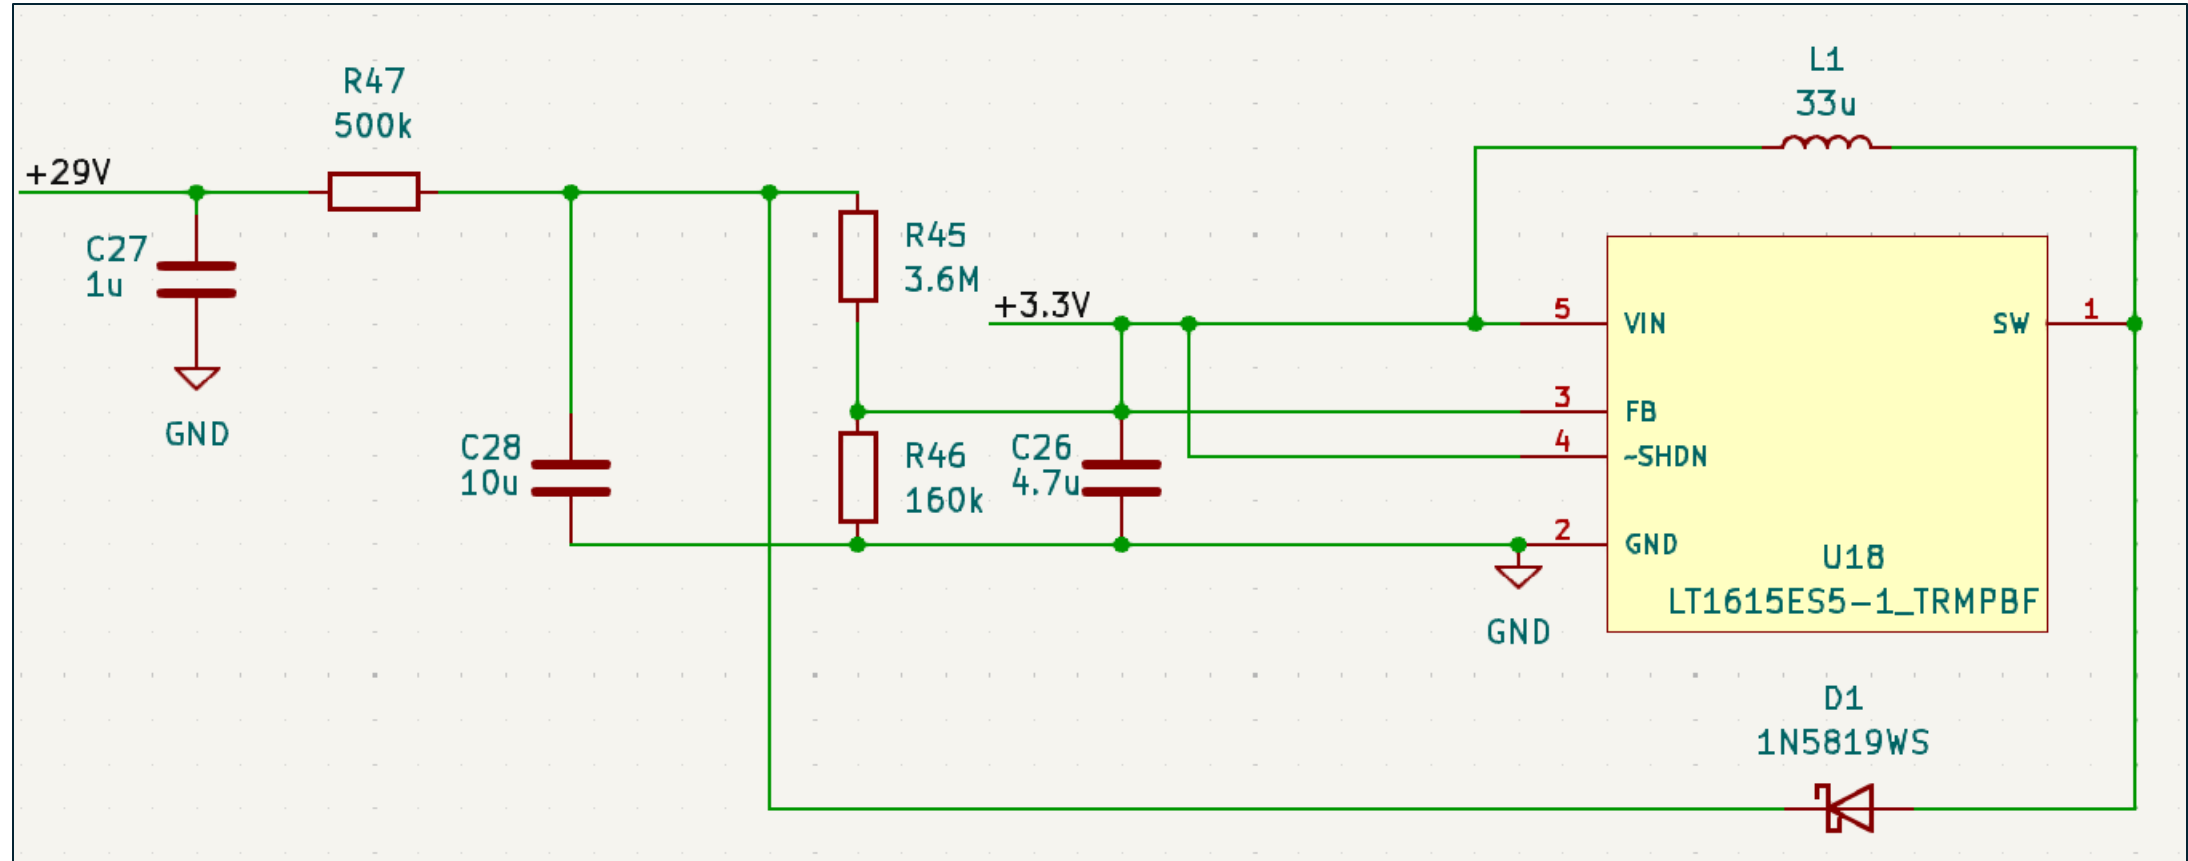 L1
33u
R47
500k
+29V
C27
1u
GND
R45
3.6M
+3.3V
5
VIN
SW
1
3
FB
4
~SHDN
C28
10u
R46
160k
C26
4.7u
2
GND
U18
LT1615ES5-1_TRMPBF
GND
D1
1N5819WS